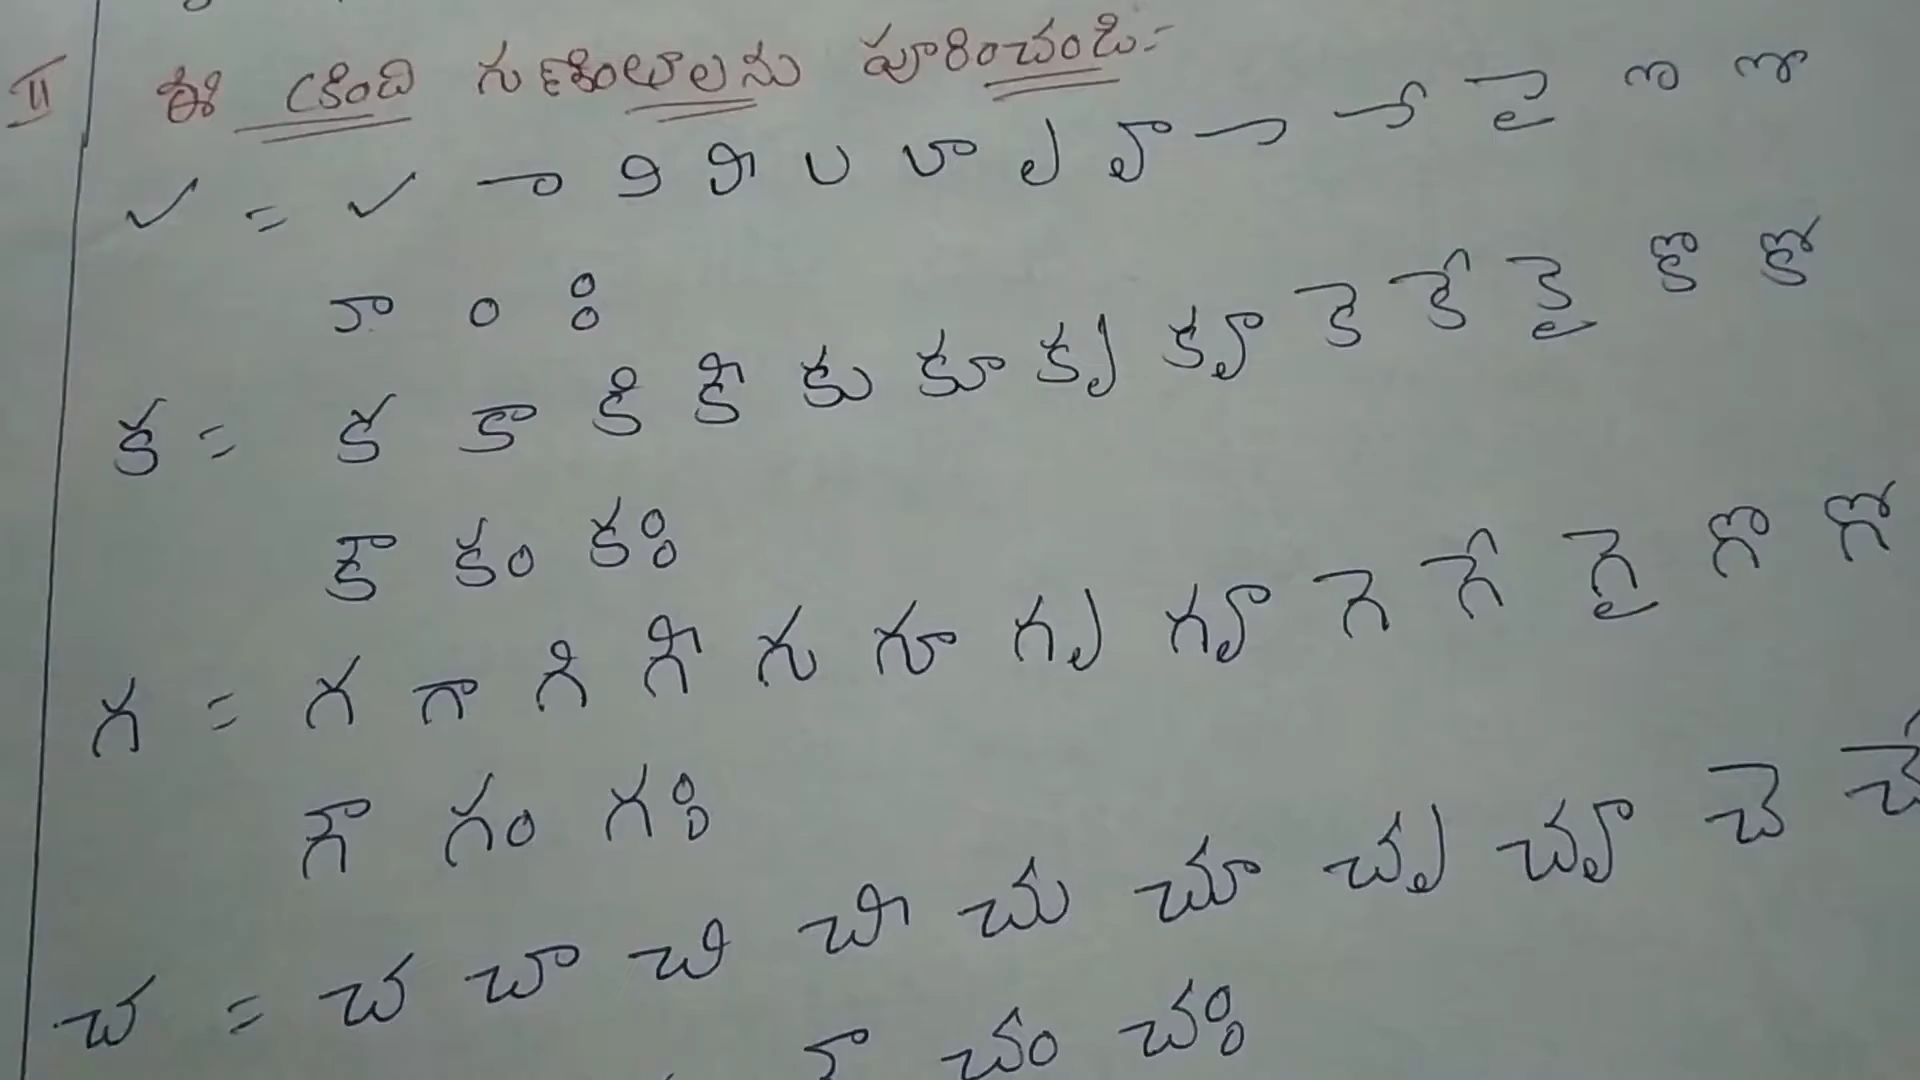 II ఈ క్రింది గుణింతాలను పూరించండి:-
✓ = ✓ ా ి ీ ు ూ ృ ౄ ె ే ై ొ ో
ౌ ం ః
క = క కా కి కీ కు కూ కృ కౄ కె కే కై కొ కో
కౌ కం కః
గ = గ గా గి గీ గు గూ గృ గౄ గె గే గై గొ గో
గౌ గం గః
చ = చ చా చి చీ చు చూ చృ చౄ చె చే
చం చః